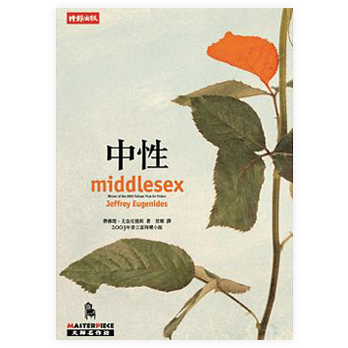 時報出版
中性
middlesex
Winner of the 2003 Pulitzer Prize for Fiction
Jeffrey Eugenides
傑佛瑞・尤金尼德斯 著 景翔 譯
2003年普立茲得獎小說
MASTERPIECE
大師名作坊